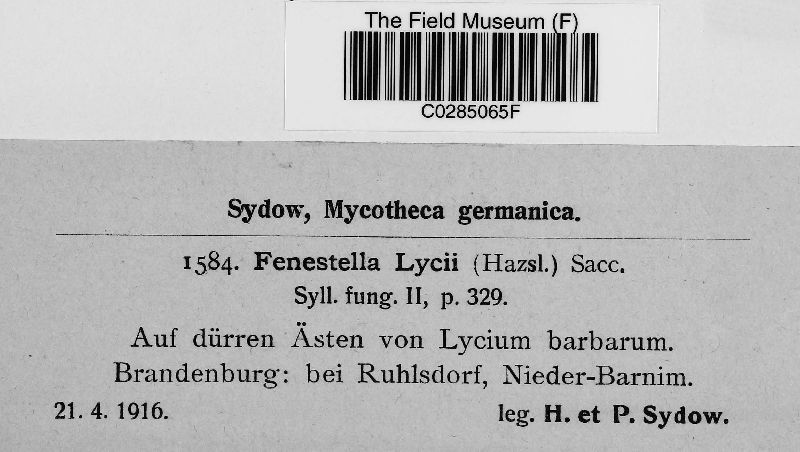 The Field Museum (F)
C0285065F
Sydow, Mycotheca germanica.
1584. Fenestella Lycii (Hazsl.) Sacc.
Syll. fung. II, p. 329.
Auf dürren Ästen von Lycium barbarum.
Brandenburg: bei Ruhlsdorf, Nieder-Barnim.
21. 4. 1916. leg. H. et P. Sydow.